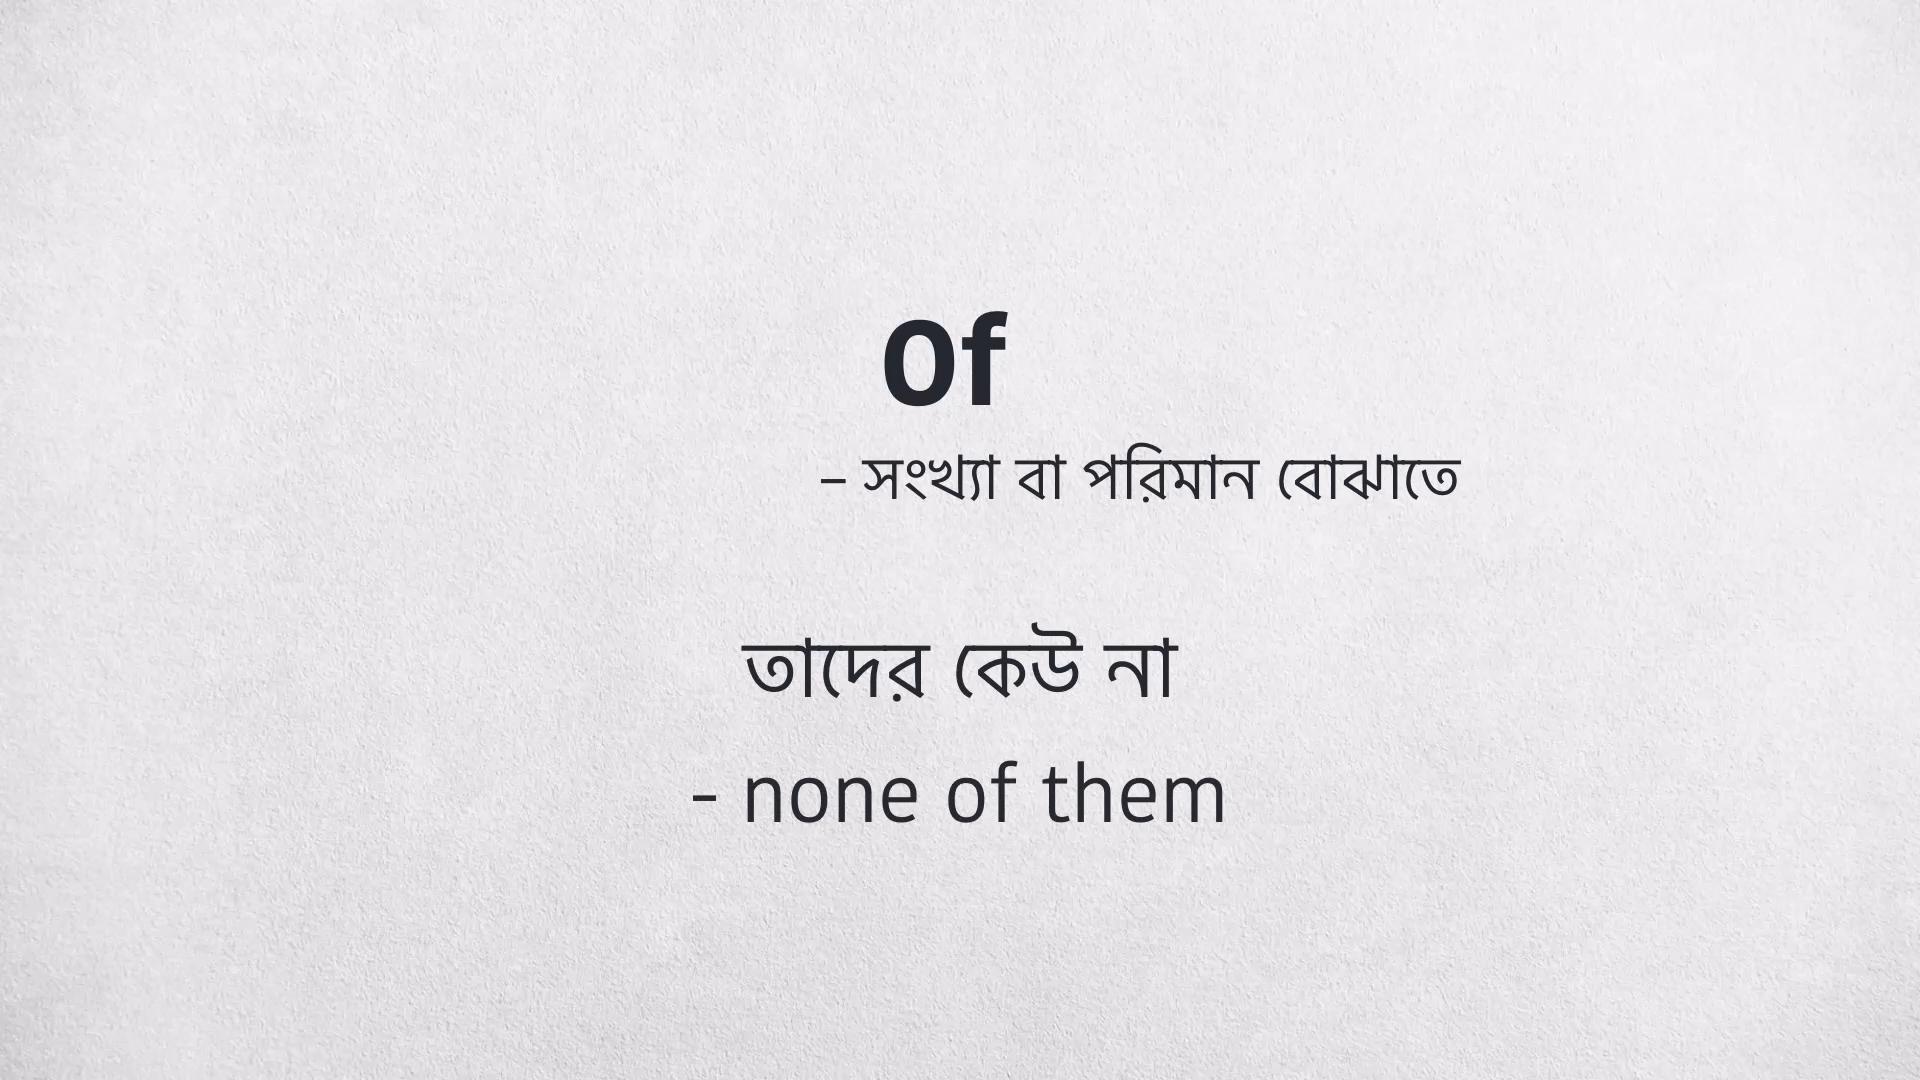 Of
– সংখ্যা বা পরিমান বোঝাতে
তাদের কেউ না
- none of them